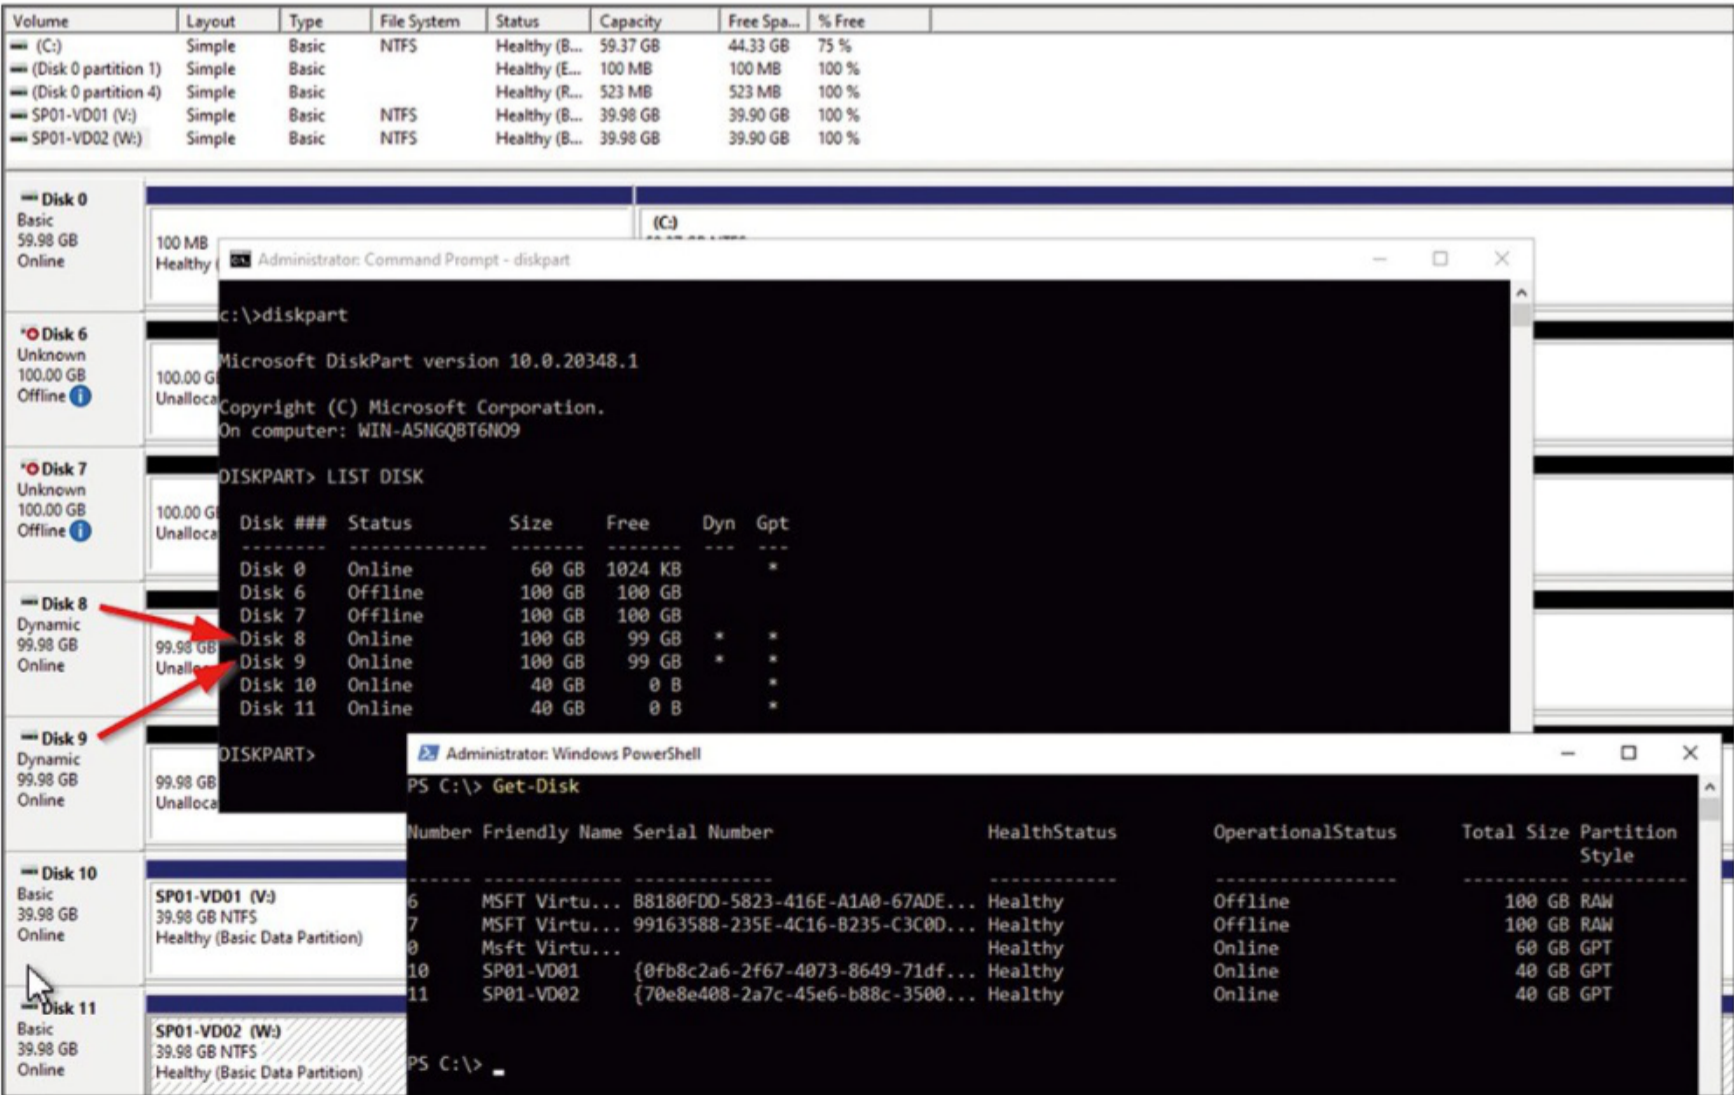 Volume Layout Type File System Status Capacity Free Spa... % Free
(C:) Simple Basic NTFS Healthy (B... 59.37 GB 44.33 GB 75 %
(Disk 0 partition 1) Simple Basic Healthy (E... 100 MB 100 MB 100 %
(Disk 0 partition 4) Simple Basic Healthy (R... 523 MB 523 MB 100 %
SP01-VD01 (V:) Simple Basic NTFS Healthy (B... 39.98 GB 39.90 GB 100 %
SP01-VD02 (W:) Simple Basic NTFS Healthy (B... 39.98 GB 39.90 GB 100 %
Disk 0
Basic
59.98 GB
Online
100 MB
Healthy (
(C:)
Disk 6
Unknown
100.00 GB
Offline
100.00 G
Unalloca
Disk 7
Unknown
100.00 GB
Offline
100.00 G
Unalloca
Disk 8
Dynamic
99.98 GB
Online
99.98 GB
Disk 9
Dynamic
99.98 GB
Online
99.98 GB
Unalloca
Disk 10
Basic
39.98 GB
Online
SP01-VD01 (V:)
39.98 GB NTFS
Healthy (Basic Data Partition)
Disk 11
Basic
39.98 GB
Online
SP01-VD02 (W:)
39.98 GB NTFS
Healthy (Basic Data Partition)
Administrator: Command Prompt - diskpart
c:\>diskpart
Microsoft DiskPart version 10.0.20348.1
Copyright (C) Microsoft Corporation.
On computer: WIN-A5NGQBT6NO9
DISKPART> LIST DISK
Disk ### Status Size Free Dyn Gpt
-------- ------------- ------- ------- --- ---
Disk 0 Online 60 GB 1024 KB *
Disk 6 Offline 100 GB 100 GB
Disk 7 Offline 100 GB 100 GB
Disk 8 Online 100 GB 99 GB * *
Disk 9 Online 100 GB 99 GB * *
Disk 10 Online 40 GB 0 B *
Disk 11 Online 40 GB 0 B *
DISKPART>
Administrator: Windows PowerShell
PS C:\> Get-Disk
Number Friendly Name Serial Number HealthStatus OperationalStatus Total Size Partition
Style
------ ------------- ------------- ------------ ----------------- ---------- ----------
6 MSFT Virtu... B8180FDD-5823-416E-A1A0-67ADE... Healthy Offline 100 GB RAW
7 MSFT Virtu... 99163588-235E-4C16-B235-C3C0D... Healthy Offline 100 GB RAW
0 Msft Virtu... Healthy Online 60 GB GPT
10 SP01-VD01 {0fb8c2a6-2f67-4073-8649-71df... Healthy Online 40 GB GPT
11 SP01-VD02 {70e8e408-2a7c-45e6-b88c-3500... Healthy Online 40 GB GPT
PS C:\>